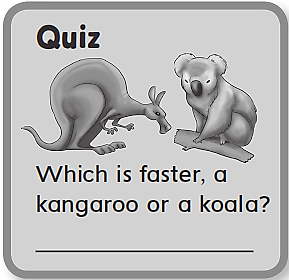 Quiz
Which is faster, a
kangaroo or a koala?